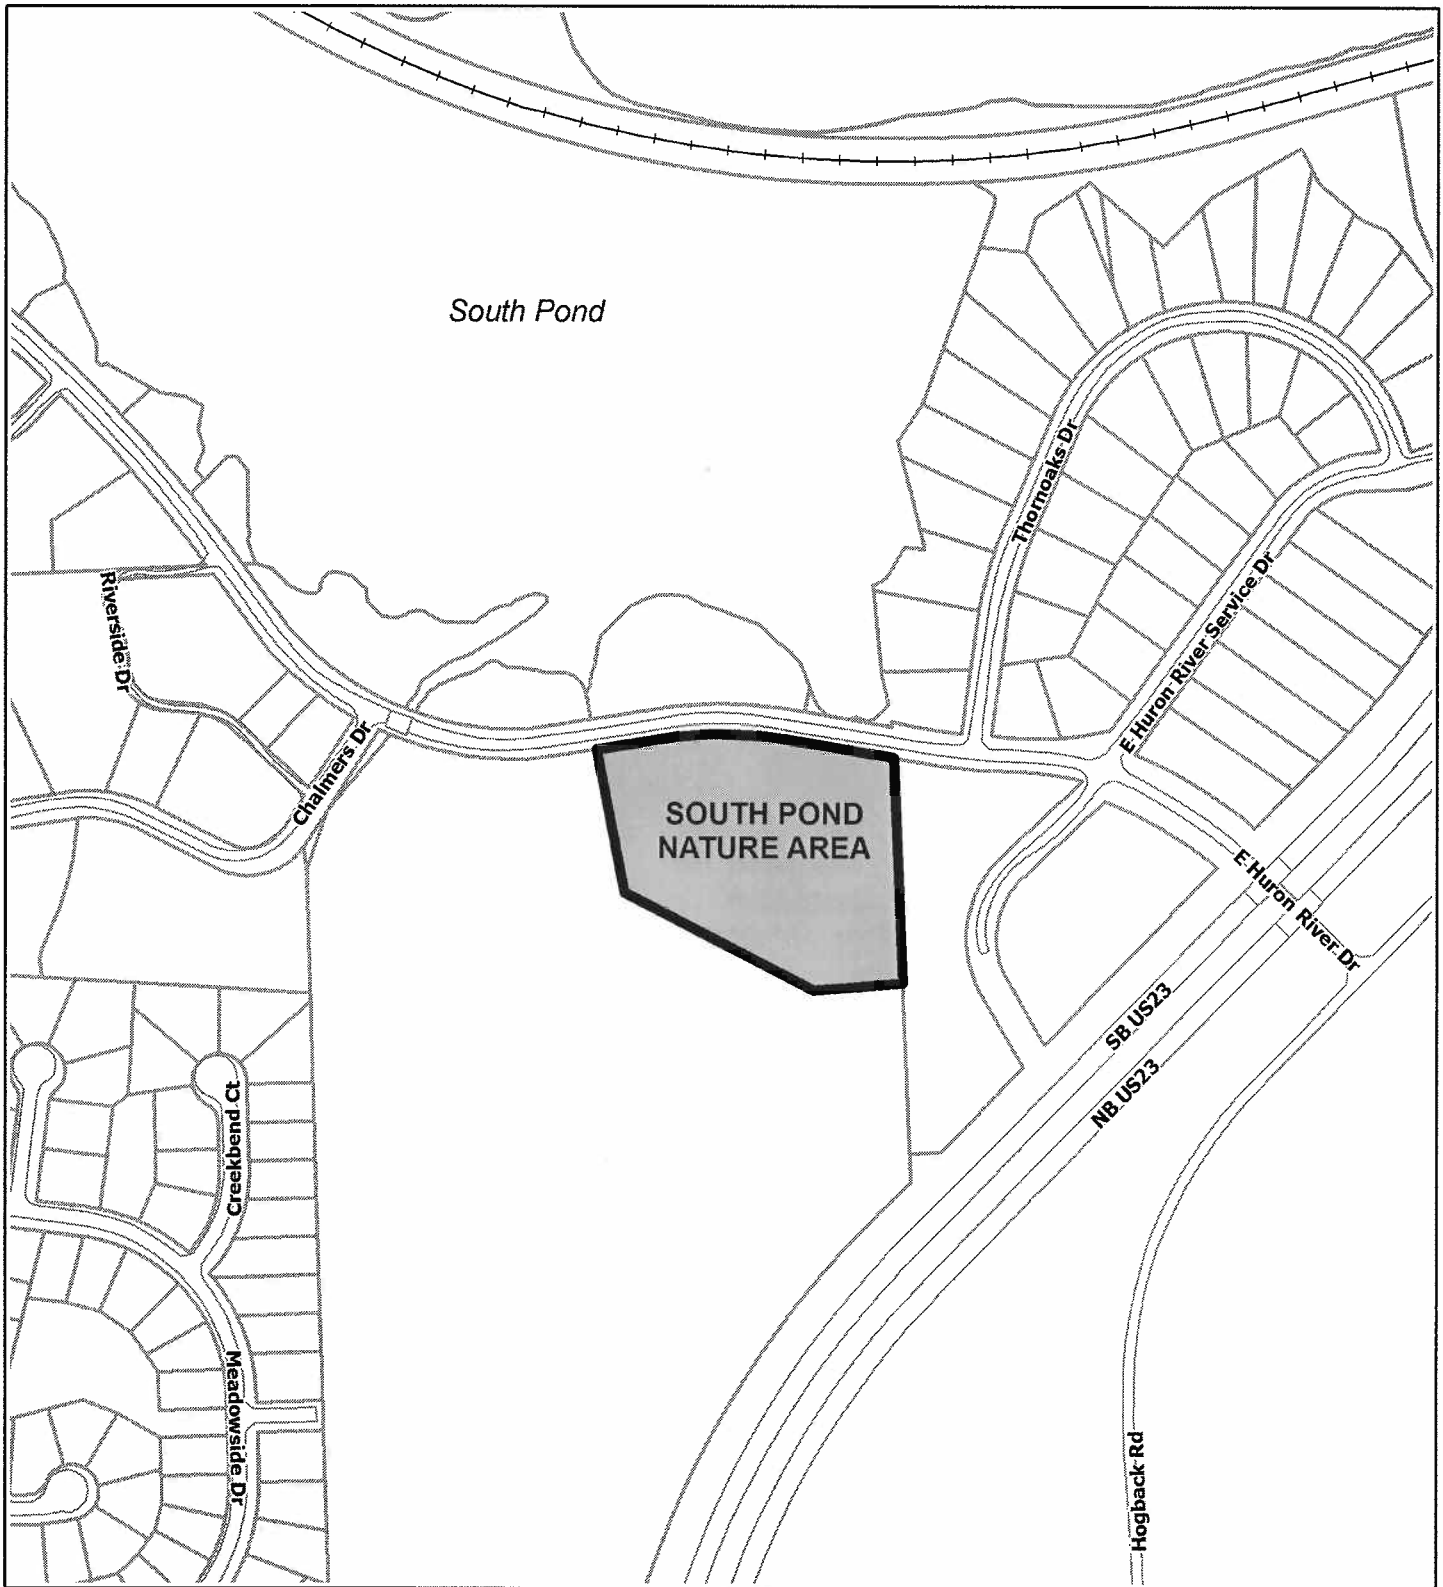 South Pond
Thornoaks Dr
E Huron River Service Dr
Riverside Dr
Chalmers Dr
SOUTH POND
NATURE AREA
E Huron River Dr
SB US23
NB US23
Creekbend Ct
Meadowside Dr
Hogback Rd